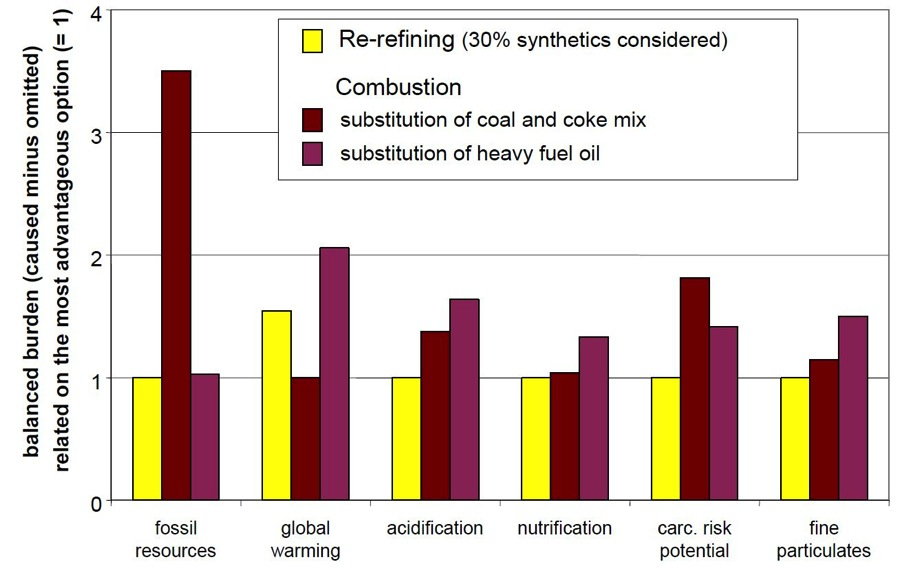 balanced burden (caused minus omitted)
related on the most advantageous option (= 1)
4
3
2
1
0
Re-refining (30% synthetics considered)
Combustion
substitution of coal and coke mix
substitution of heavy fuel oil
fossil
resources
global
warming
acidification
nutrification
carc. risk
potential
fine
particulates